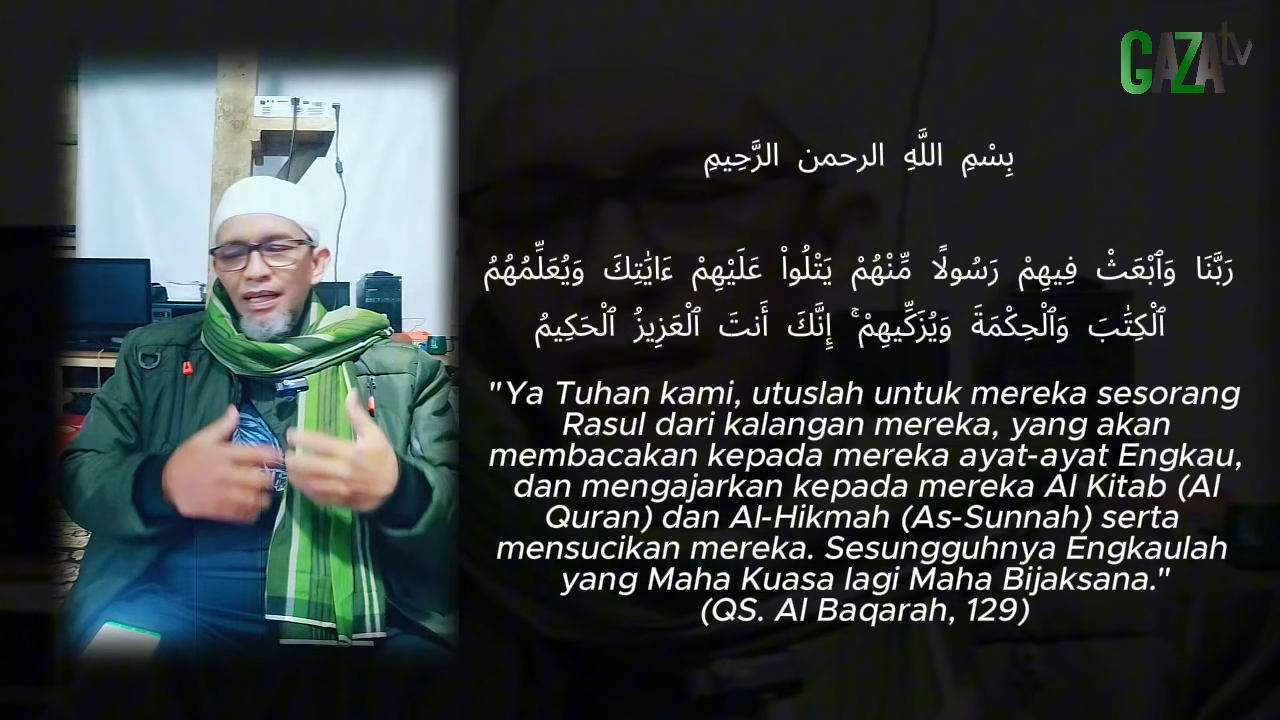 GAZAtv
بِسْمِ اللَّهِ الرحمن الرَّحِيمِ
رَبَّنَا وَٱبْعَثْ فِيهِمْ رَسُولًا مِّنْهُمْ يَتْلُوا۟ عَلَيْهِمْ ءَايَٰتِكَ وَيُعَلِّمُهُمُ
ٱلْكِتَٰبَ وَٱلْحِكْمَةَ وَيُزَكِّيهِمْ ۚ إِنَّكَ أَنتَ ٱلْعَزِيزُ ٱلْحَكِيمُ
"Ya Tuhan kami, utuslah untuk mereka sesorang
Rasul dari kalangan mereka, yang akan
membacakan kepada mereka ayat-ayat Engkau,
dan mengajarkan kepada mereka Al Kitab (Al
Quran) dan Al-Hikmah (As-Sunnah) serta
mensucikan mereka. Sesungguhnya Engkaulah
yang Maha Kuasa lagi Maha Bijaksana."
(QS. Al Baqarah, 129)